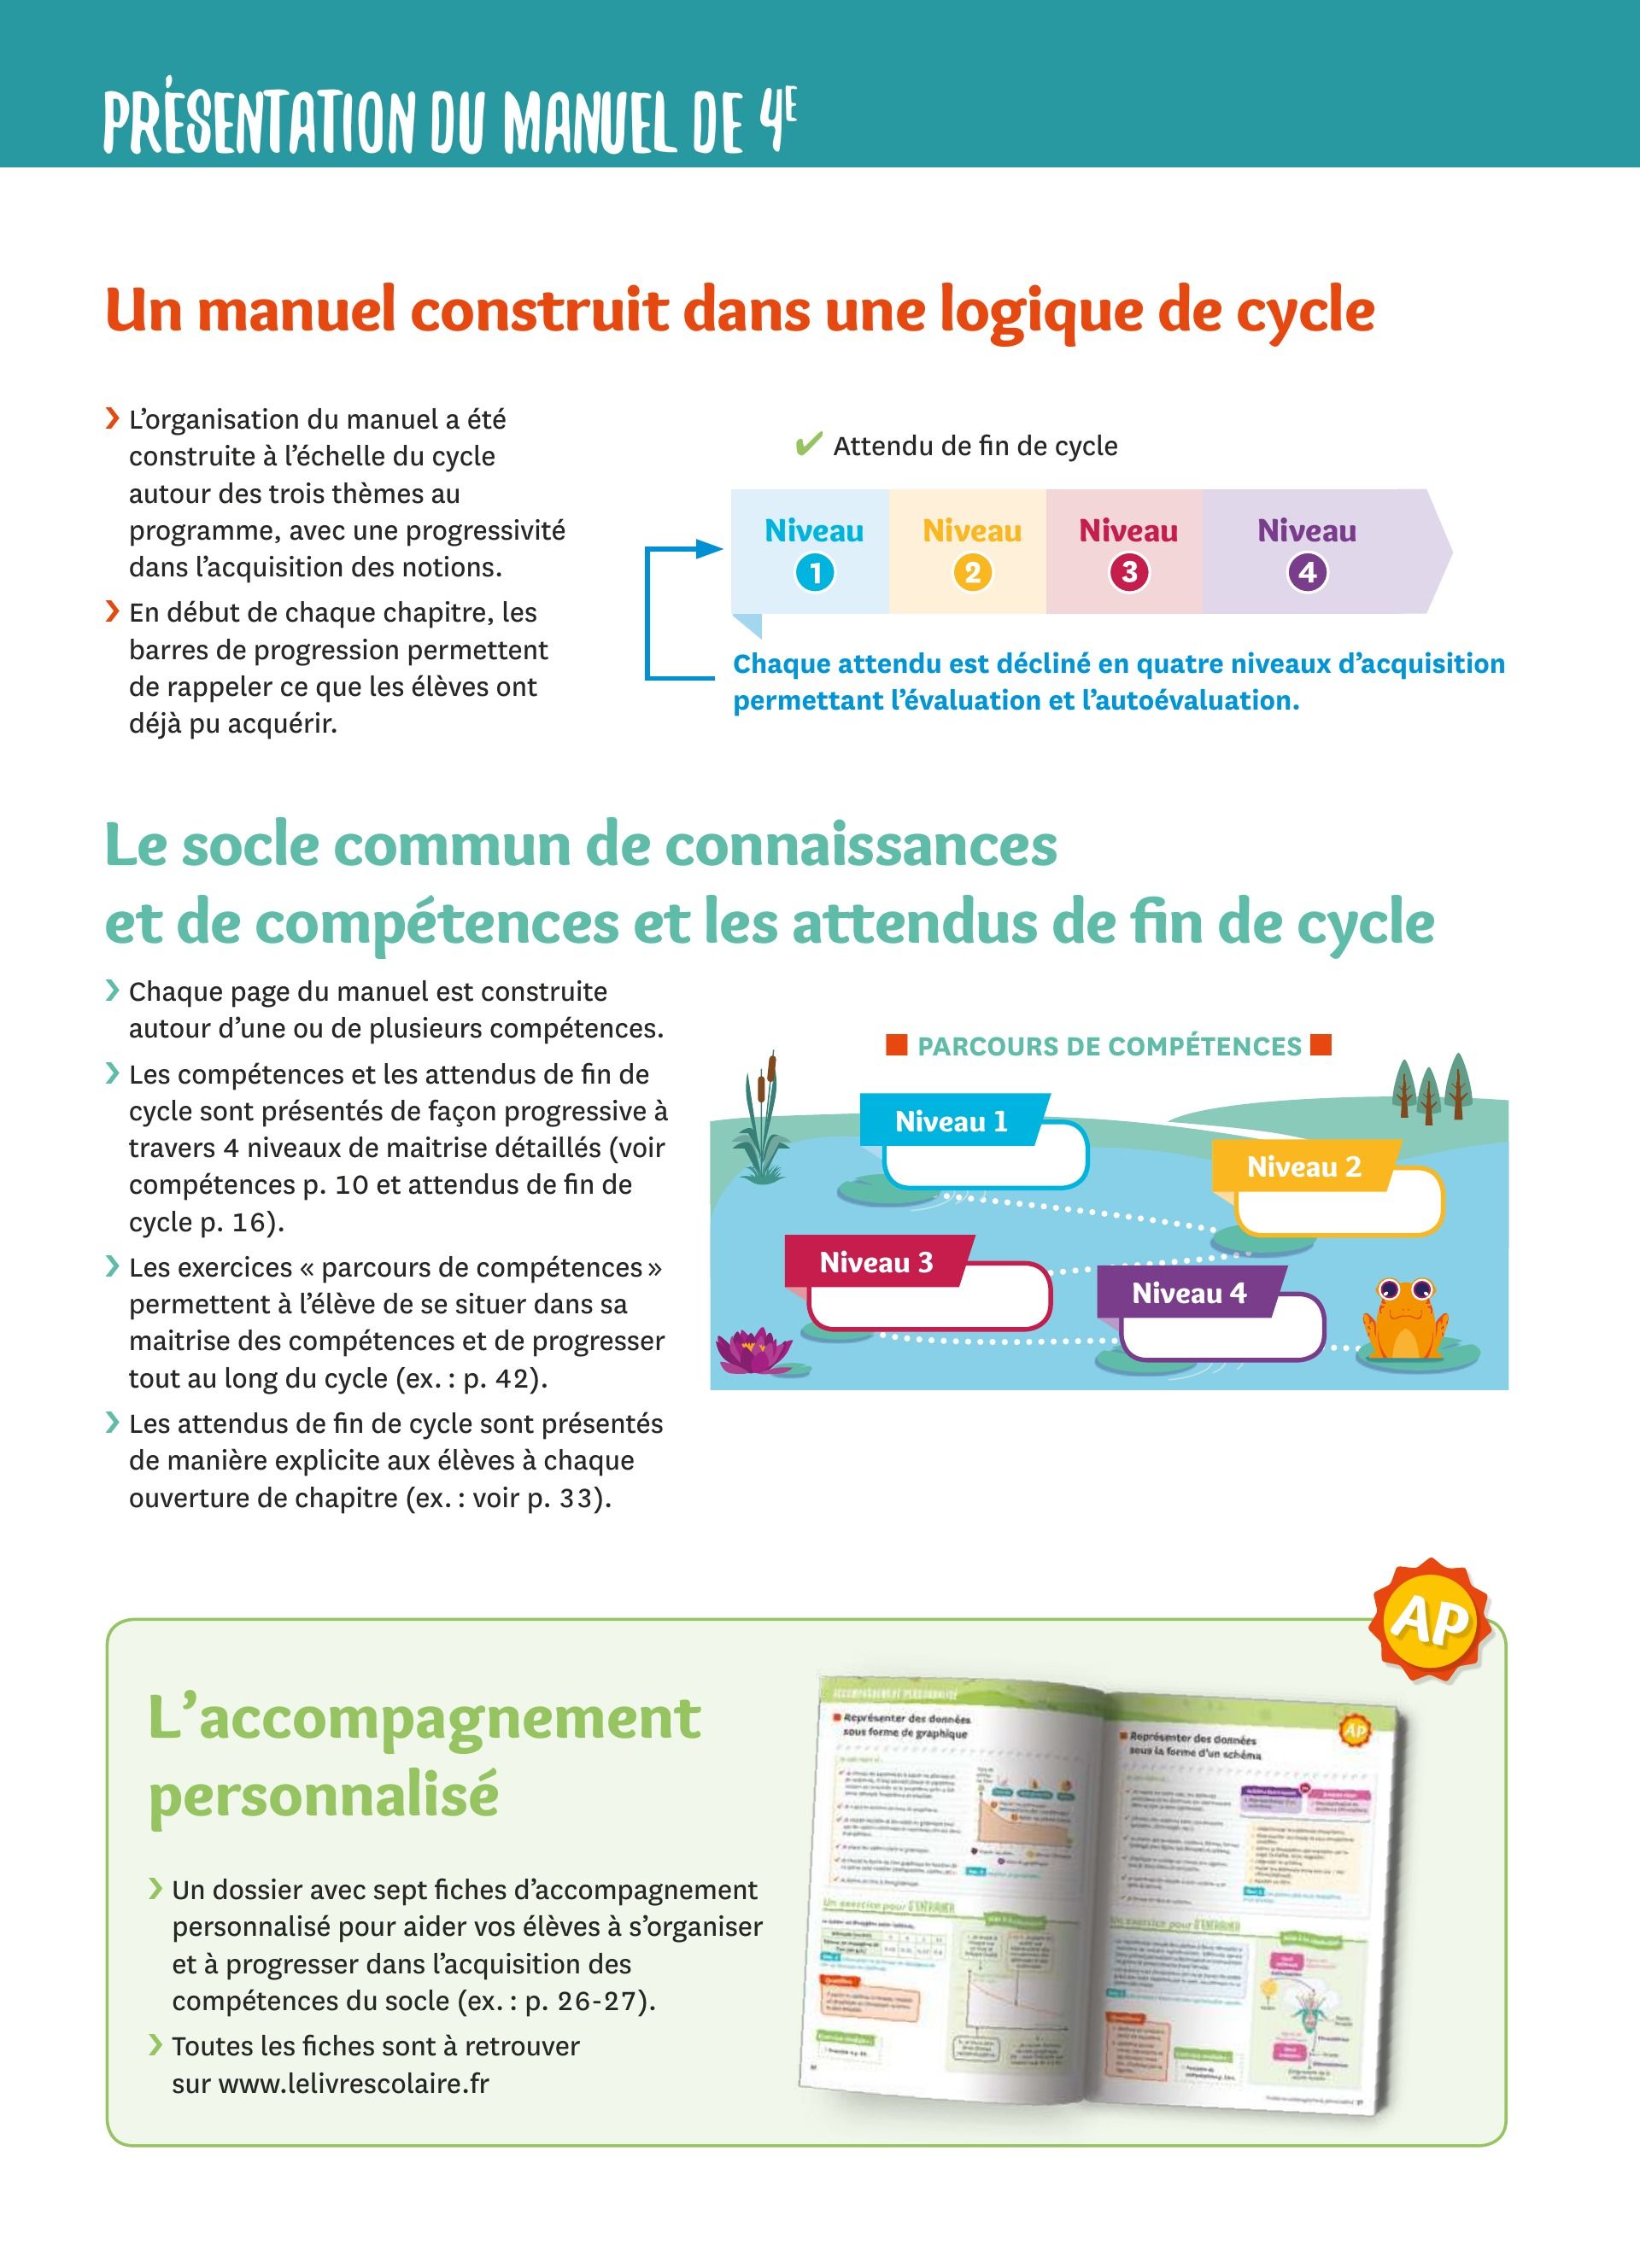 PRÉSENTATION DU MANUEL DE 4E
Un manuel construit dans une logique de cycle
❯ L’organisation du manuel a été
construite à l’échelle du cycle
autour des trois thèmes au
programme, avec une progressivité
dans l’acquisition des notions.
❯ En début de chaque chapitre, les
barres de progression permettent
de rappeler ce que les élèves ont
déjà pu acquérir.
✔ Attendu de fin de cycle
Niveau 1
Niveau 2
Niveau 3
Niveau 4
Chaque attendu est décliné en quatre niveaux d’acquisition
permettant l’évaluation et l’autoévaluation.
Le socle commun de connaissances
et de compétences et les attendus de fin de cycle
❯ Chaque page du manuel est construite
autour d’une ou de plusieurs compétences.
❯ Les compétences et les attendus de fin de
cycle sont présentés de façon progressive à
travers 4 niveaux de maitrise détaillés (voir
compétences p. 10 et attendus de fin de
cycle p. 16).
❯ Les exercices « parcours de compétences »
permettent à l’élève de se situer dans sa
maitrise des compétences et de progresser
tout au long du cycle (ex. : p. 42).
❯ Les attendus de fin de cycle sont présentés
de manière explicite aux élèves à chaque
ouverture de chapitre (ex. : voir p. 33).
PARCOURS DE COMPÉTENCES
Niveau 1
Niveau 2
Niveau 3
Niveau 4
AP
L’accompagnement
personnalisé
❯ Un dossier avec sept fiches d’accompagnement
personnalisé pour aider vos élèves à s’organiser
et à progresser dans l’acquisition des
compétences du socle (ex. : p. 26-27).
❯ Toutes les fiches sont à retrouver
sur www.lelivrescolaire.fr
ACCOMPAGNEMENT PERSONNALISÉ
Représenter des données
sous forme de graphique
Un exercice pour S'ENTRAÎNER
AP
Représenter des données
sous la forme d’un schéma
Un exercice pour S'ENTRAÎNER